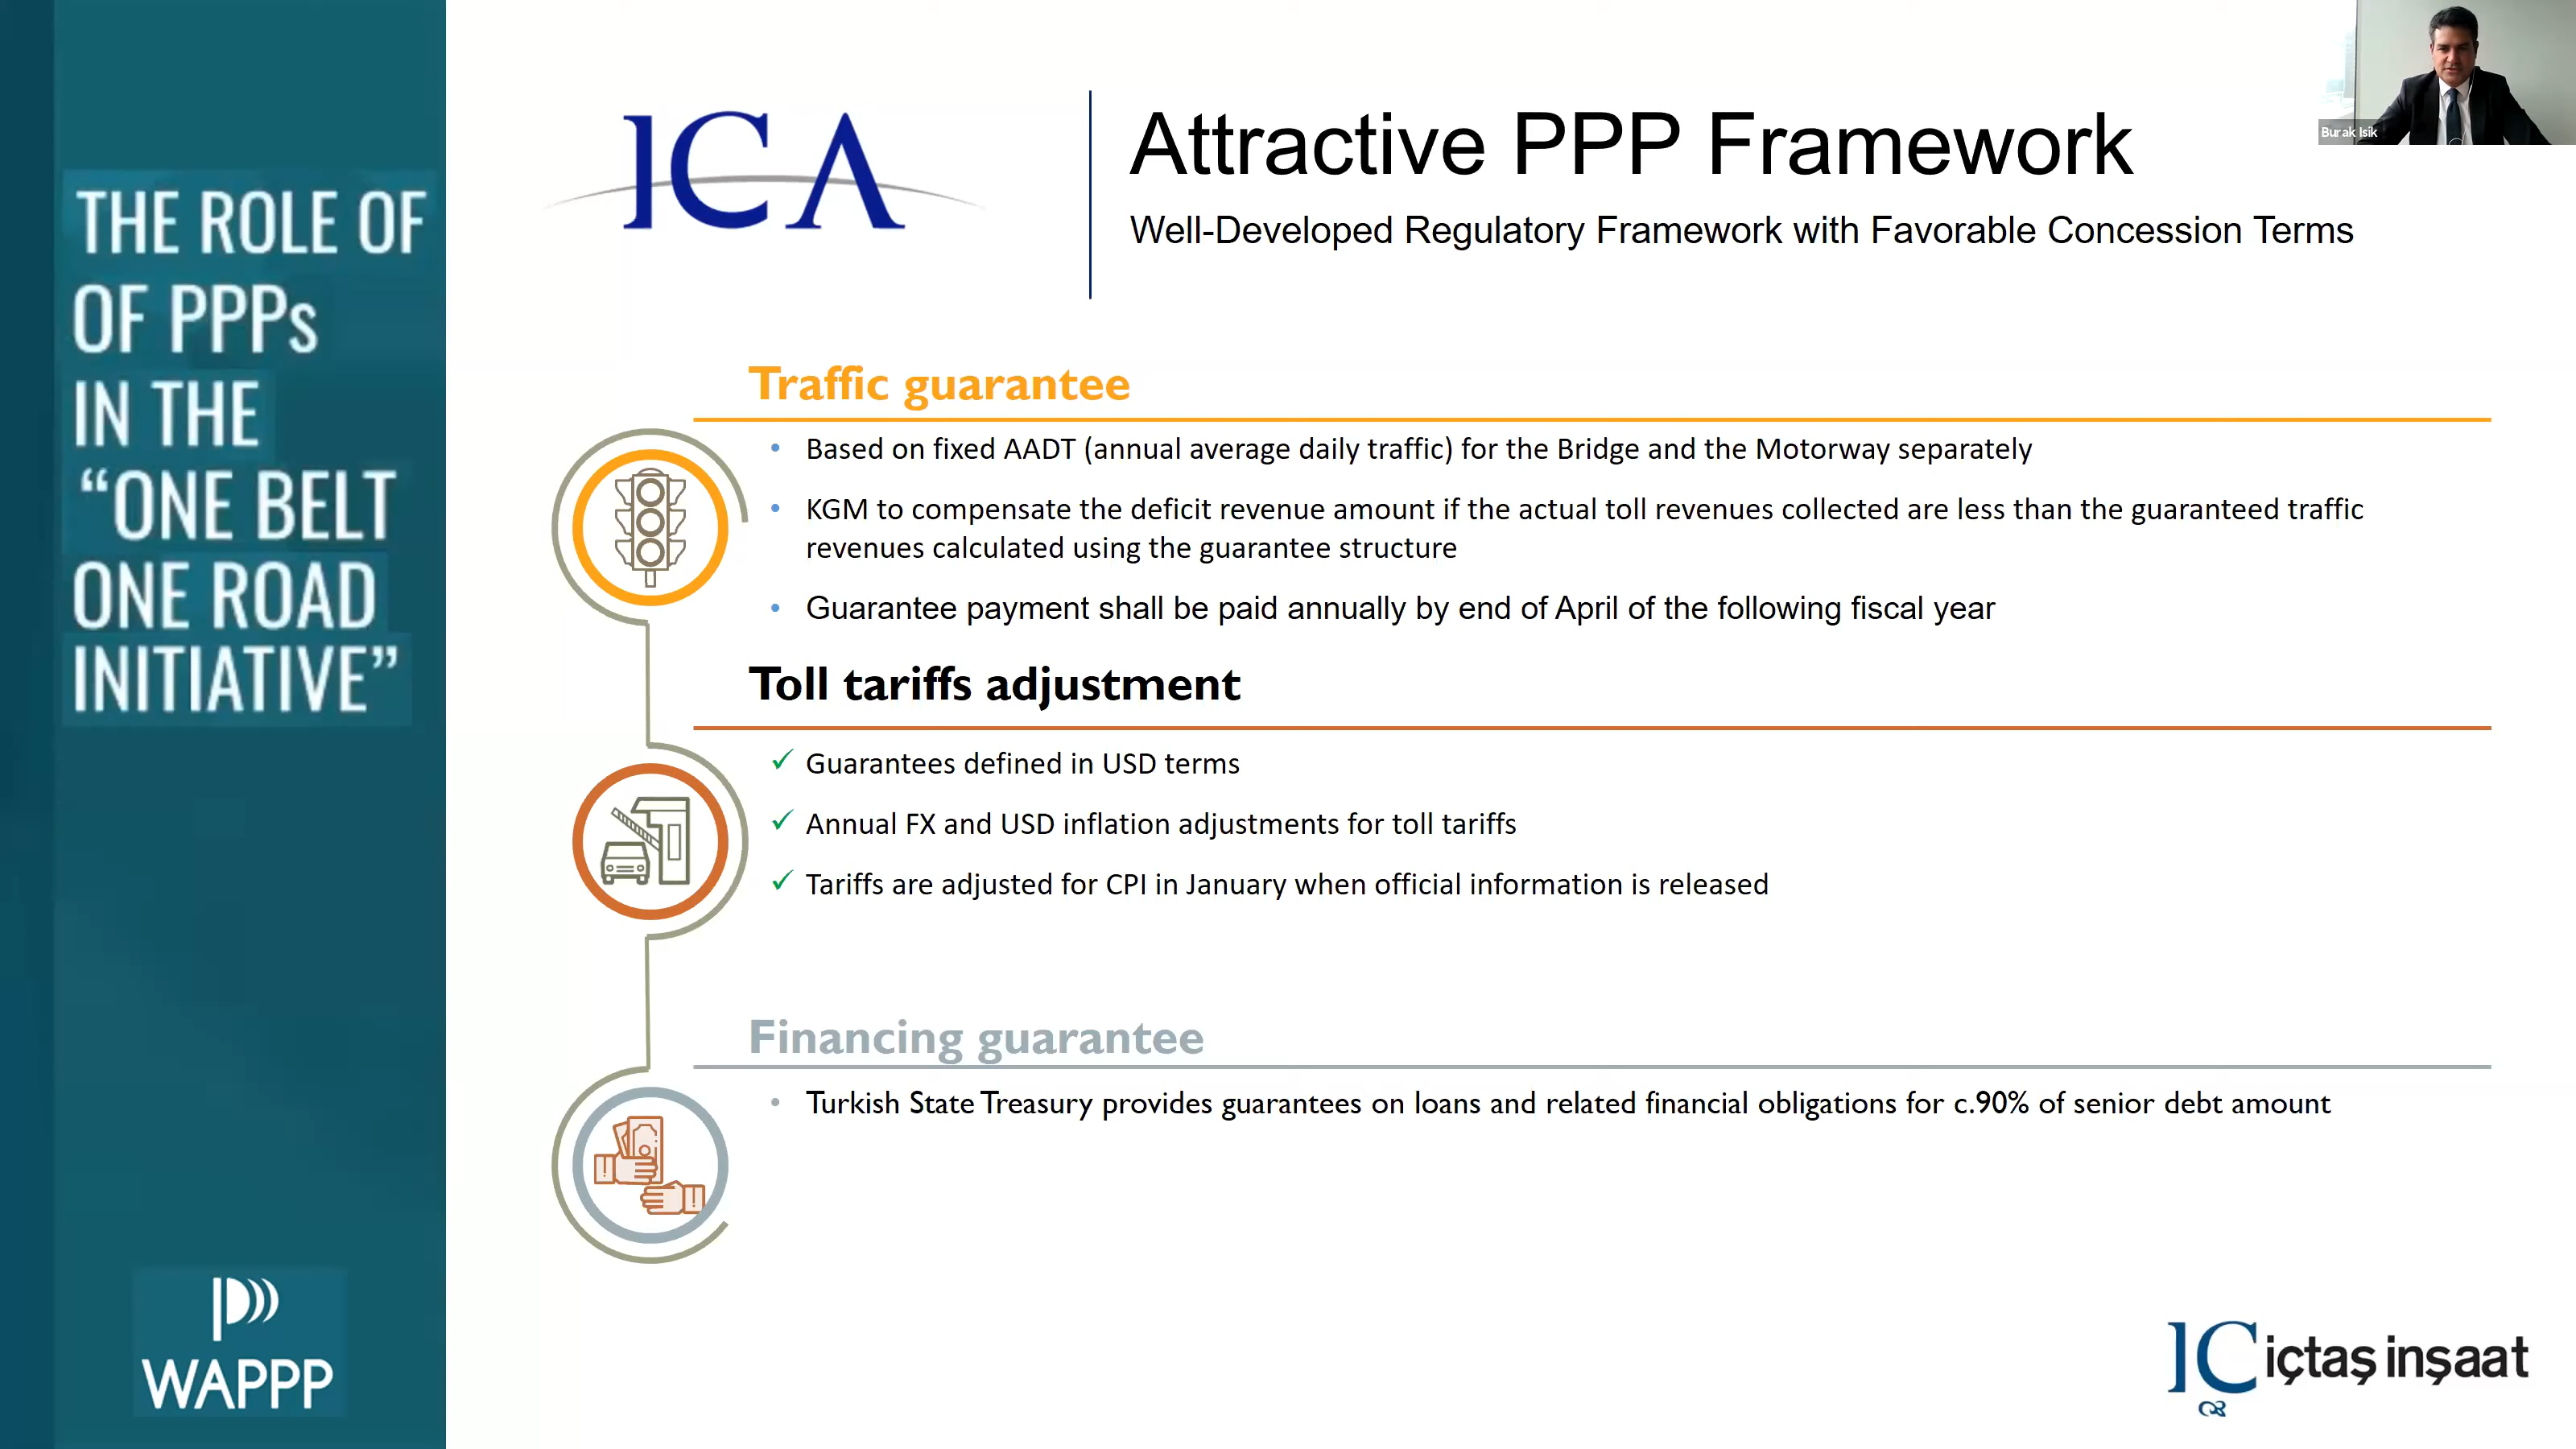 THE ROLE OF
OF PPPs
IN THE
“ONE BELT
ONE ROAD
INITIATIVE”
WAPPP
ICA
Attractive PPP Framework
Well-Developed Regulatory Framework with Favorable Concession Terms
Burak Isik
Traffic guarantee
• Based on fixed AADT (annual average daily traffic) for the Bridge and the Motorway separately
• KGM to compensate the deficit revenue amount if the actual toll revenues collected are less than the guaranteed traffic
revenues calculated using the guarantee structure
• Guarantee payment shall be paid annually by end of April of the following fiscal year
Toll tariffs adjustment
✓ Guarantees defined in USD terms
✓ Annual FX and USD inflation adjustments for toll tariffs
✓ Tariffs are adjusted for CPI in January when official information is released
Financing guarantee
• Turkish State Treasury provides guarantees on loans and related financial obligations for c.90% of senior debt amount
IC içtaş inşaat